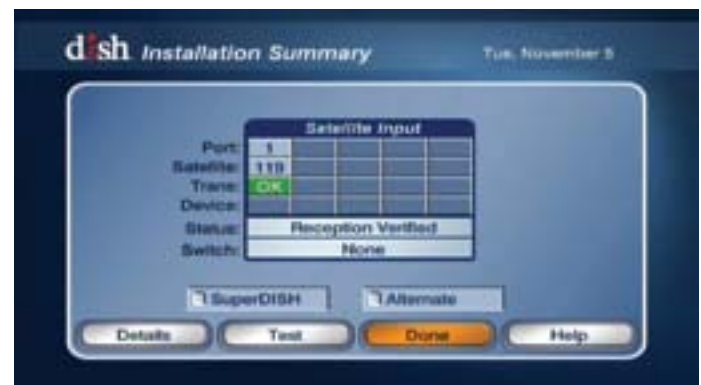 dish Installation Summary
Tue, November 5
Satellite Input
Port: 1
Satellite: 119
Trans: OK
Device:
Status: Reception Verified
Switch: None
SuperDISH
Alternate
Details
Test
Done
Help